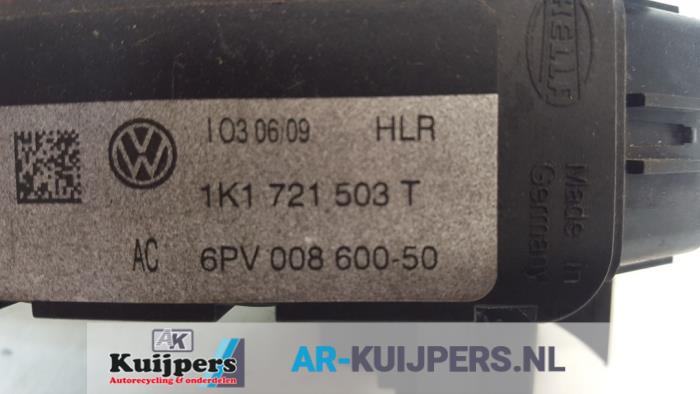 HELLA
Made in
Germany
I 03 06 09 HLR
1K1 721 503 T
AC 6PV 008 600-50
AK
Kuijpers
Autorecycling & onderdelen
AR-KUIJPERS.NL